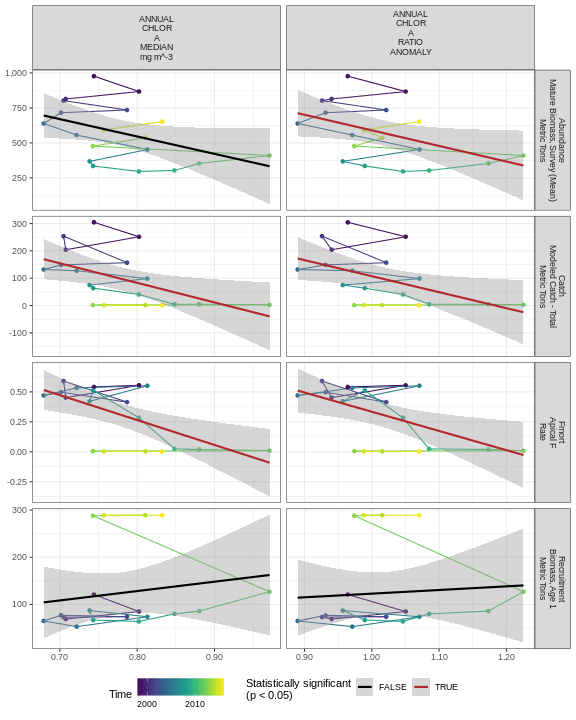 ANNUAL
CHLOR
A
MEDIAN
mg m^-3
ANNUAL
CHLOR
A
RATIO
ANOMALY
1,000
750
500
250
Abundance
Mature Biomass, Survey (Mean)
Metric Tons
300
200
100
0
-100
Catch
Modeled Catch - Total
Metric Tons
0.50
0.25
0.00
-0.25
Fmort
Apical F
Rate
300
200
100
Recruitment
Biomass, Age 1
Metric Tons
0.70 0.80 0.90 0.90 1.00 1.10 1.20
Time
2000 2010
Statistically significant
(p < 0.05)
FALSE TRUE